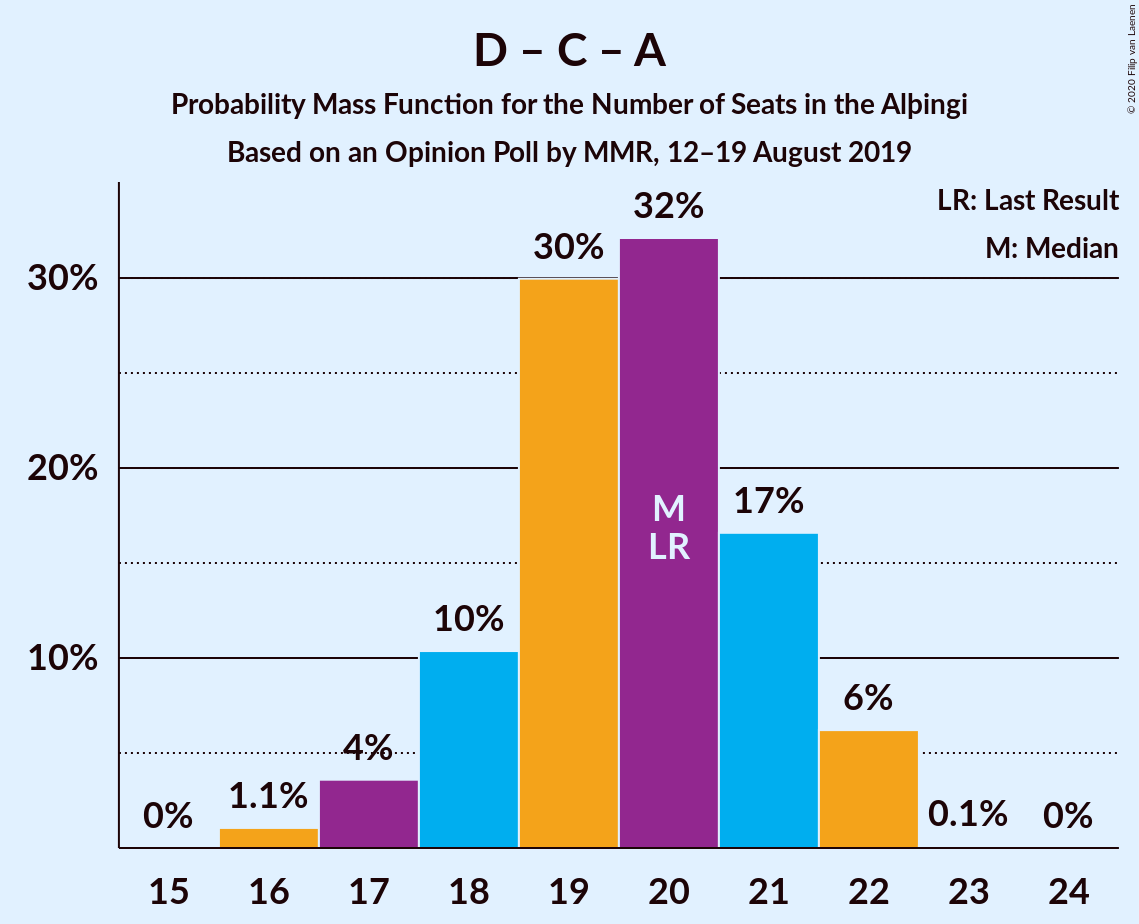 D – C – A
Probability Mass Function for the Number of Seats in the Alþingi
Based on an Opinion Poll by MMR, 12–19 August 2019
© 2020 Filip van Laenen
LR: Last Result
M: Median
30%
20%
10%
0%
1.1%
4%
10%
30%
32%
17%
6%
0.1%
0%
M
LR
15 16 17 18 19 20 21 22 23 24